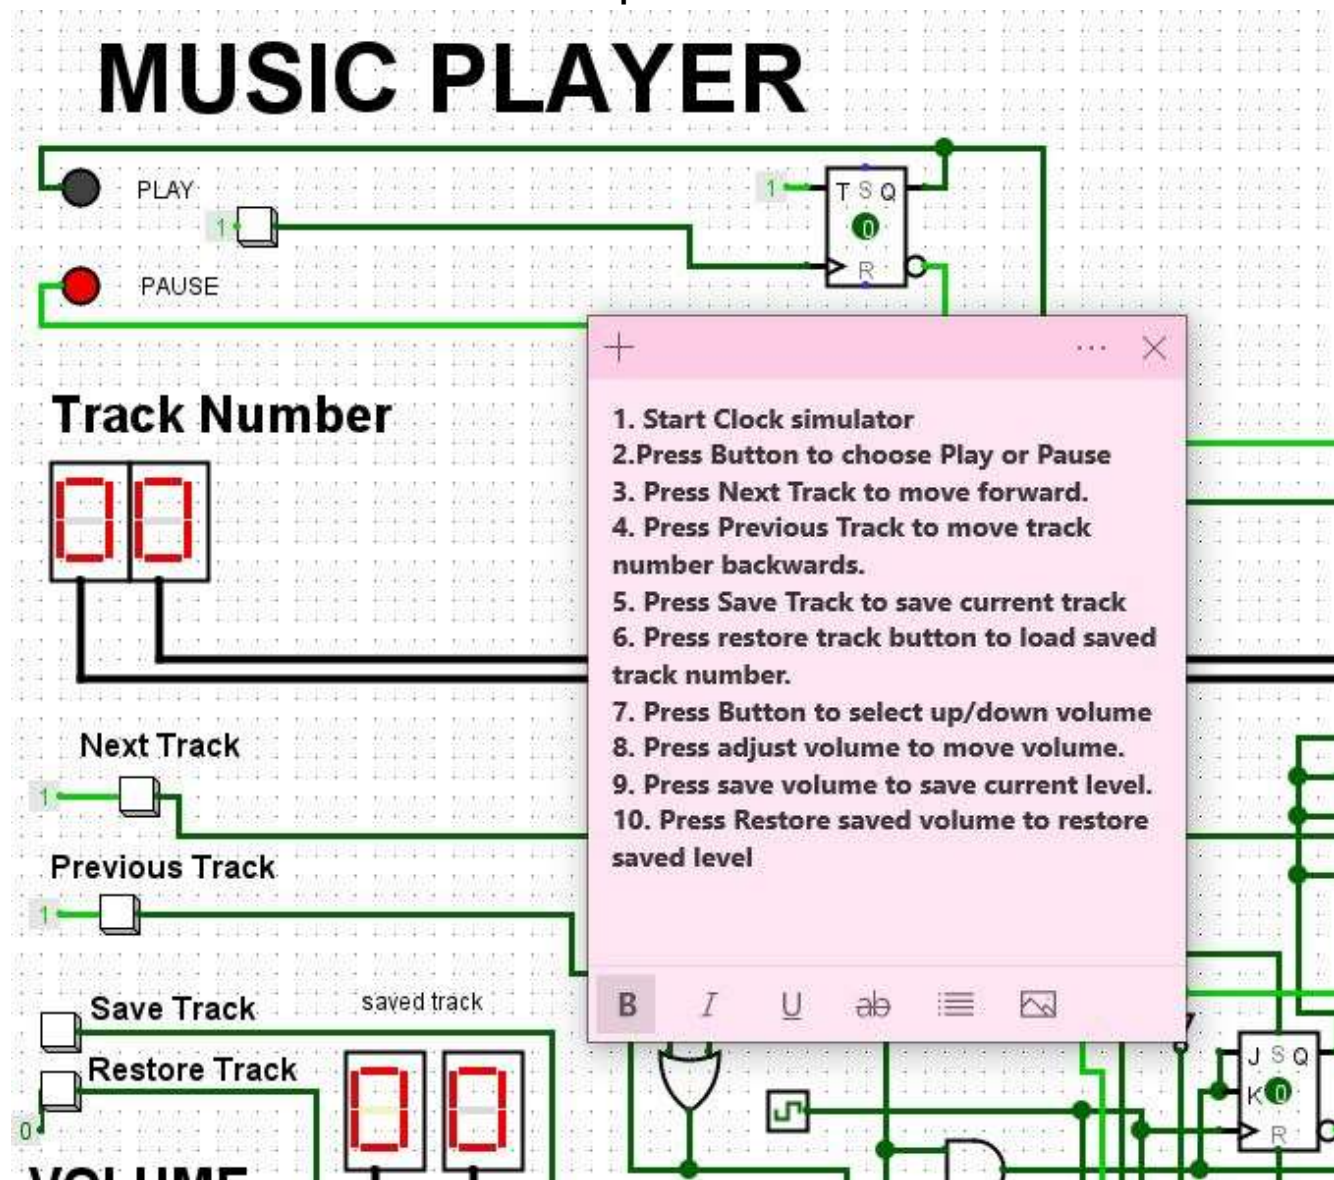 MUSIC PLAYER
PLAY
1
T S Q
1
0
R
PAUSE
Track Number
00
1. Start Clock simulator
2.Press Button to choose Play or Pause
3. Press Next Track to move forward.
4. Press Previous Track to move track
number backwards.
5. Press Save Track to save current track
6. Press restore track button to load saved
track number.
7. Press Button to select up/down volume
8. Press adjust volume to move volume.
9. Press save volume to save current level.
10. Press Restore saved volume to restore
saved level
B I U ab
Next Track
1
Previous Track
1
Save Track
saved track
Restore Track
00
0
J S Q
K 0
R
VOLUME